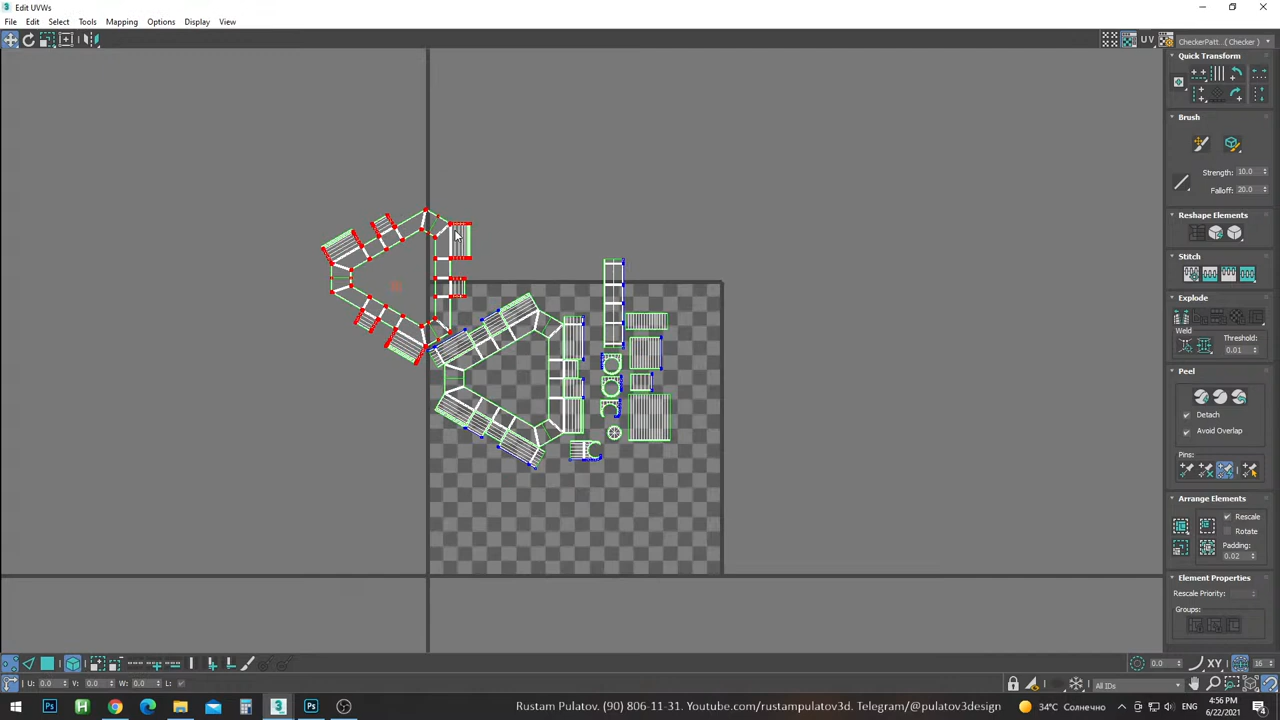 Edit UVWs
File Edit Select Tools Mapping Options Display View
UV CheckerPatt... ( Checker )
Quick Transform
Brush
Strength: 10.0
Falloff: 20.0
Reshape Elements
Stitch
Explode
Weld
Threshold:
0.01
Peel
Detach
Avoid Overlap
Pins:
Arrange Elements
Rescale
Rotate
Padding:
0.02
Element Properties
Rescale Priority:
Groups:
0.0 XY 16
U: 0.0 V: 0.0 W: 0.0 L: All IDs
Rustam Pulatov. (90) 806-11-31. Youtube.com/rustampulatov3d. Telegram/@pulatov3design
34°C Солнечно
4:56 PM
6/22/2021